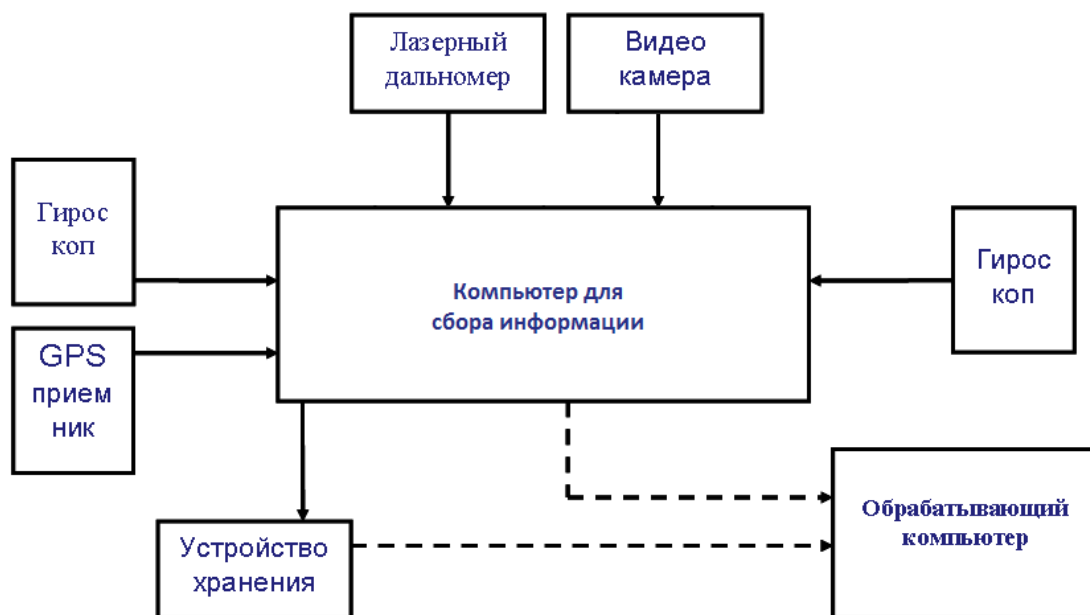 Лазерный
дальномер
Видео
камера
Гирос
коп
Компьютер для
сбора информации
Гирос
коп
GPS
прием
ник
Устройство
хранения
Обрабатывающий
компьютер